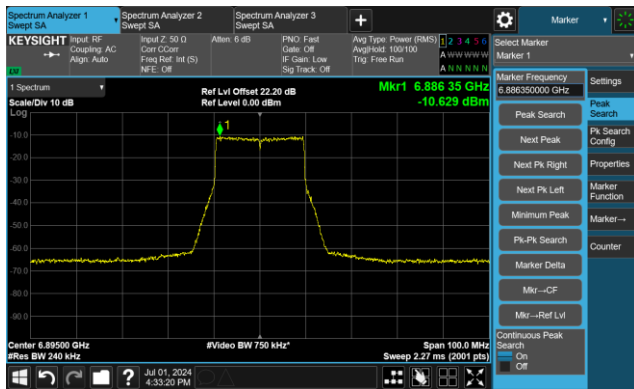 Spectrum Analyzer 1
Swept SA
Spectrum Analyzer 2
Swept SA
Spectrum Analyzer 3
Swept SA
Marker
KEYSIGHT
Input: RF
Coupling: AC
Align: Auto
Input Z: 50 Ω
Corr CCorr
Freq Ref: Int (S)
NFE: Off
Atten: 6 dB
PNO: Fast
Gate: Off
IF Gain: Low
Sig Track: Off
Avg Type: Power (RMS)
Avg|Hold: 100/100
Trig: Free Run
1 2 3 4 5 6
A W W W W W
A N N N N N
LXI
Select Marker
Marker 1
1 Spectrum
Scale/Div 10 dB
Log
Ref Lvl Offset 22.20 dB
Ref Level 0.00 dBm
Mkr1 6.886 35 GHz
-10.629 dBm
1
-10.0
-20.0
-30.0
-40.0
-50.0
-60.0
-70.0
-80.0
-90.0
Center 6.89500 GHz
#Res BW 240 kHz
#Video BW 750 kHz*
Span 100.0 MHz
Sweep 2.27 ms (2001 pts)
Marker Frequency
6.886350000 GHz
Peak Search
Next Peak
Next Pk Right
Next Pk Left
Minimum Peak
Pk-Pk Search
Marker Delta
Mkr→CF
Mkr→Ref Lvl
Continuous Peak
Search
On
Off
Settings
Peak
Search
Pk Search
Config
Properties
Marker
Function
Marker→
Counter
?
Jul 01, 2024
4:33:20 PM